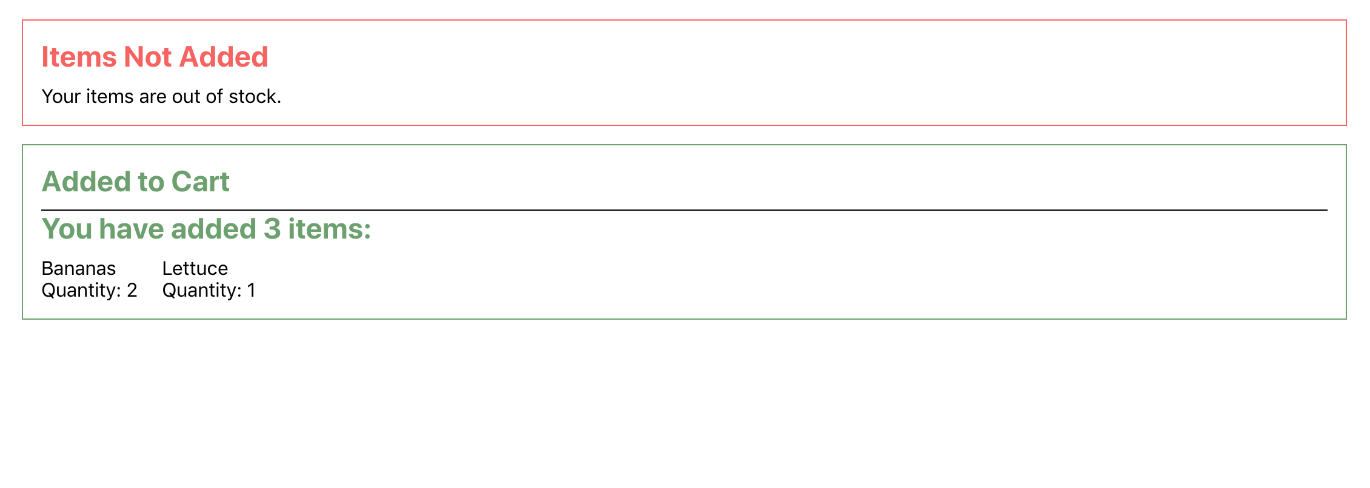 Items Not Added
Your items are out of stock.
Added to Cart
You have added 3 items:
Bananas Lettuce
Quantity: 2 Quantity: 1